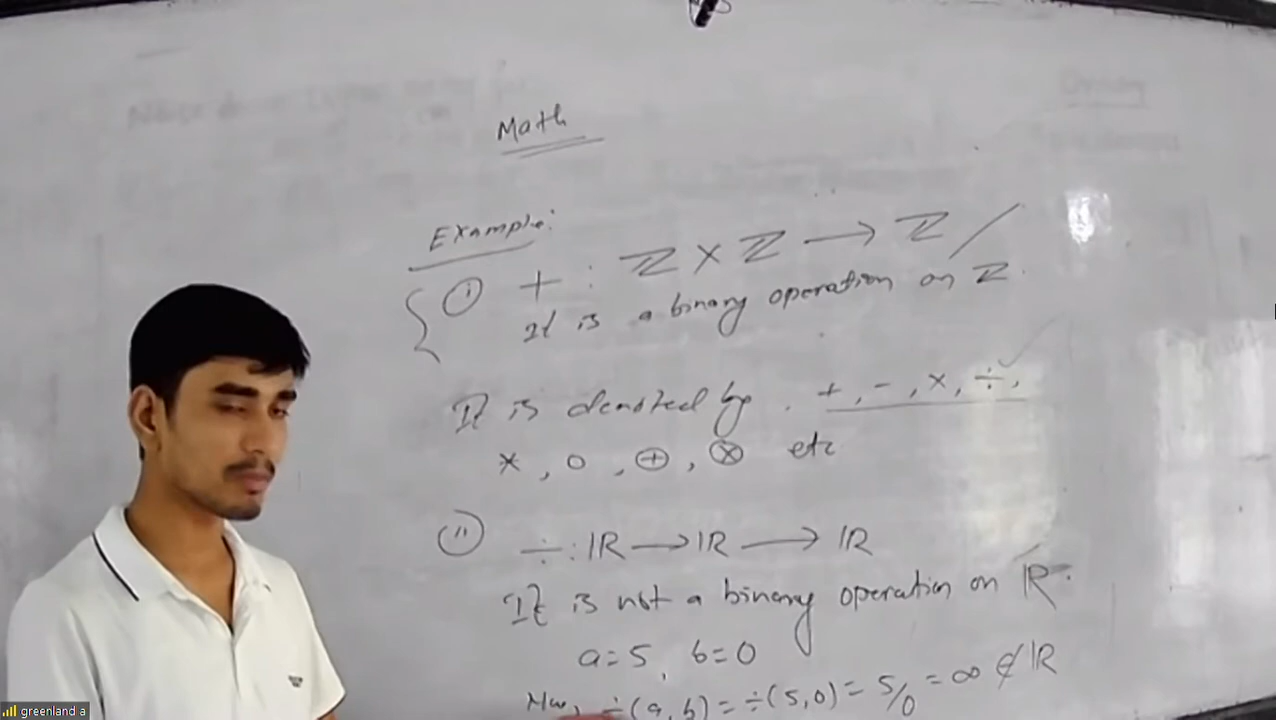 Math
Example:
(i) + : ℤ × ℤ → ℤ /
It is a binary operation on ℤ.
It is denoted by . +, -, ×, ÷,
*, o, ⊕, ⊗ etc
(ii) ÷ : ℝ → ℝ → ℝ
It is not a binary operation on ℝ.
a=5, b=0
÷(a, b) = ÷(5,0) = 5/0 = ∞ ∉ ℝ
greenland a